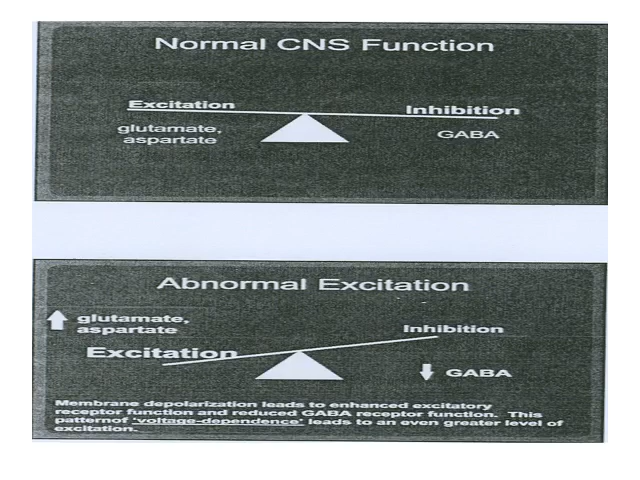 Normal CNS Function
Excitation
Inhibition
glutamate,
aspartate
GABA
Abnormal Excitation
glutamate,
aspartate
Inhibition
Excitation
GABA
Membrane depolarization leads to enhanced excitatory
receptor function and reduced GABA receptor function. This
patternof 'voltage-dependence' leads to an even greater level of
excitation.